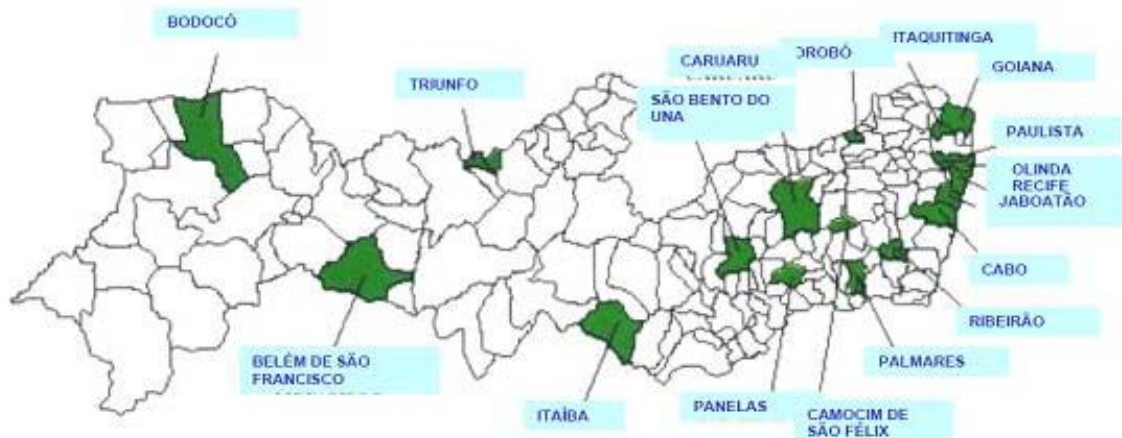 BODOCÓ
ITAQUITINGA
CARUARU
OROBÓ
GOIANA
TRIUNFO
SÃO BENTO DO
UNA
PAULISTA
OLINDA
RECIFE
JABOATÃO
CABO
RIBEIRÃO
BELÉM DE SÃO
FRANCISCO
PALMARES
ITAÍBA
PANELAS
CAMOCIM DE
SÃO FÉLIX